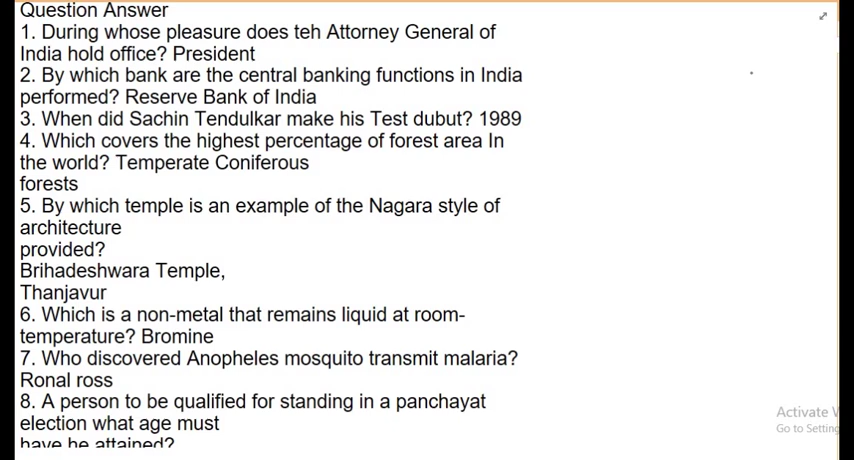 Question Answer
1. During whose pleasure does teh Attorney General of
India hold office? President
2. By which bank are the central banking functions in India
performed? Reserve Bank of India
3. When did Sachin Tendulkar make his Test dubut? 1989
4. Which covers the highest percentage of forest area In
the world? Temperate Coniferous
forests
5. By which temple is an example of the Nagara style of
architecture
provided?
Brihadeshwara Temple,
Thanjavur
6. Which is a non-metal that remains liquid at room-
temperature? Bromine
7. Who discovered Anopheles mosquito transmit malaria?
Ronal ross
8. A person to be qualified for standing in a panchayat
election what age must
have he attained?
Activate
Go to Setting